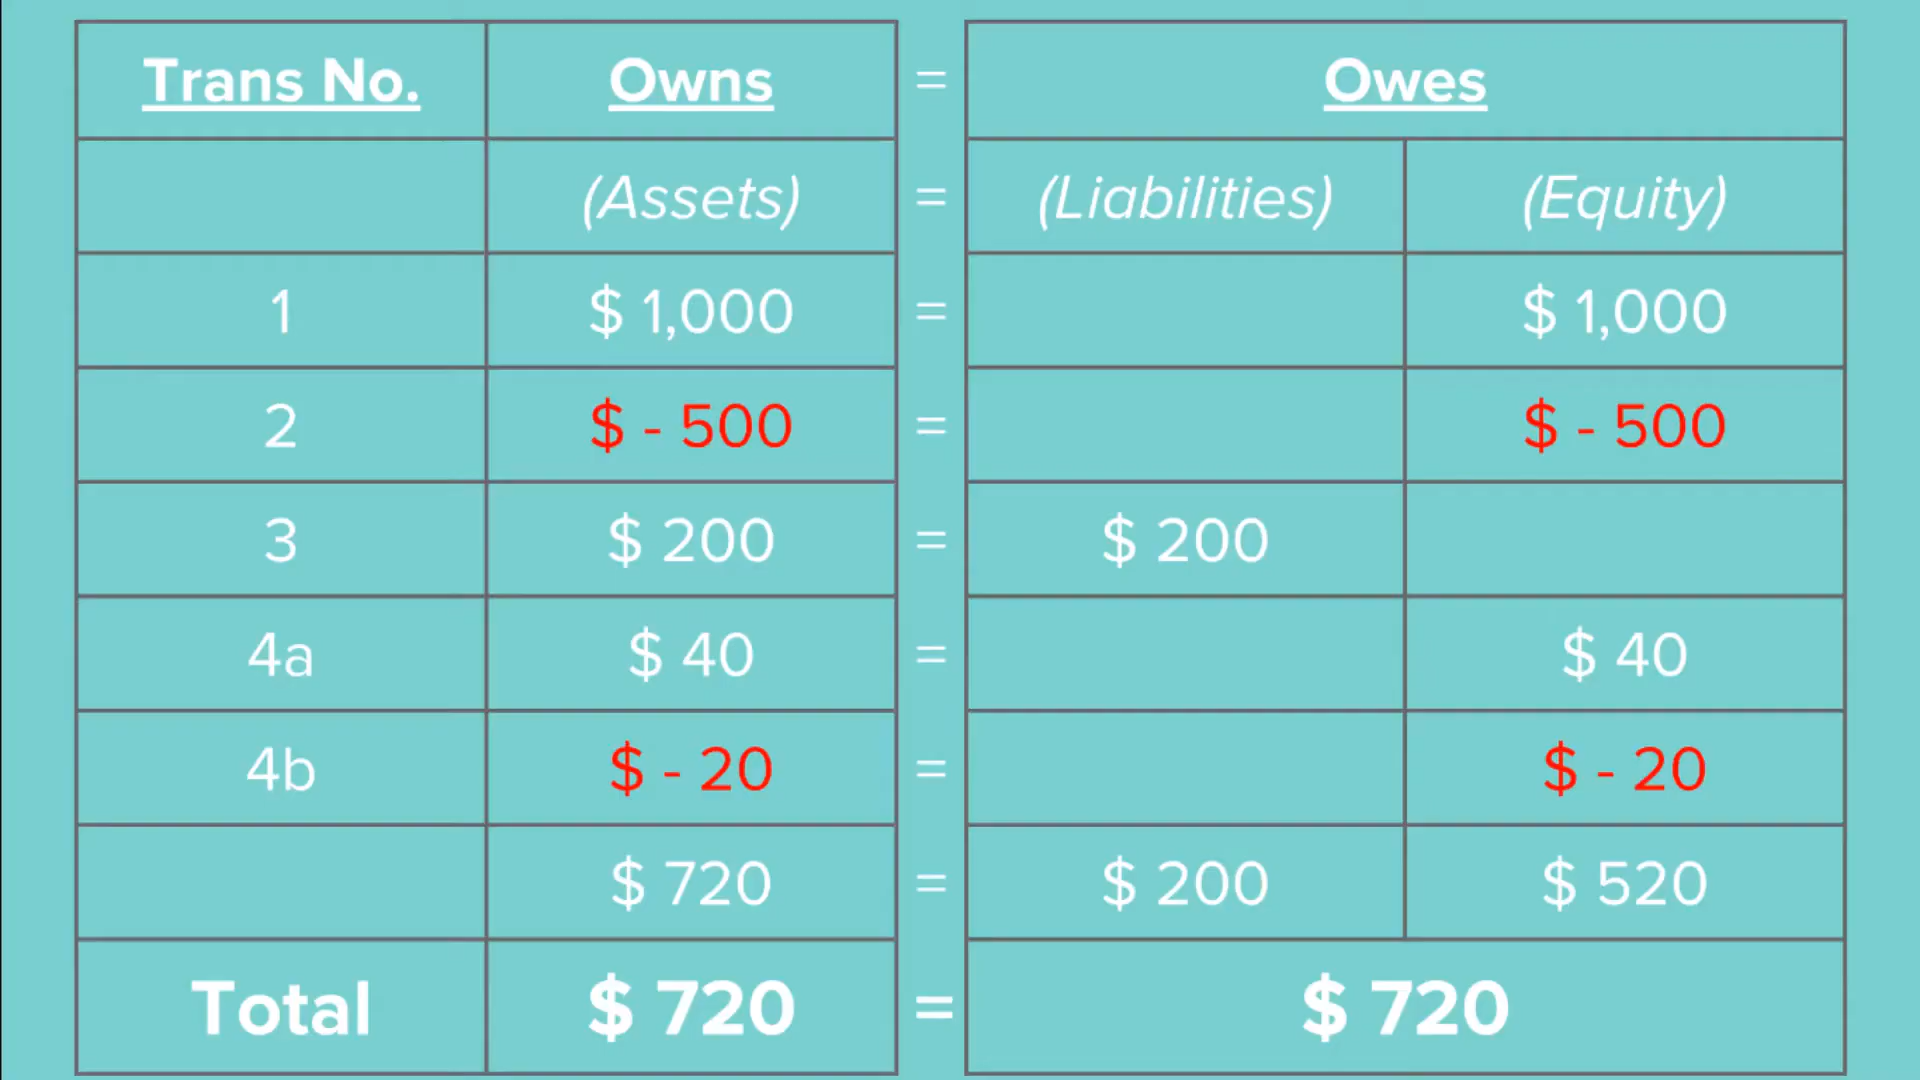 Trans No. Owns = Owes
(Assets) = (Liabilities) (Equity)
1 $ 1,000 = $ 1,000
2 $ - 500 = $ - 500
3 $ 200 = $ 200
4a $ 40 = $ 40
4b $ - 20 = $ - 20
$ 720 = $ 200 $ 520
Total $ 720 = $ 720